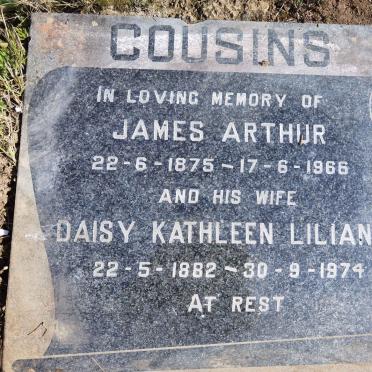 COUSINS
IN LOVING MEMORY OF
JAMES ARTHUR
22-6-1875-17-6-1966
AND HIS WIFE
DAISY KATHLEEN LILIAN
22-5-1882-30-9-1974
AT REST